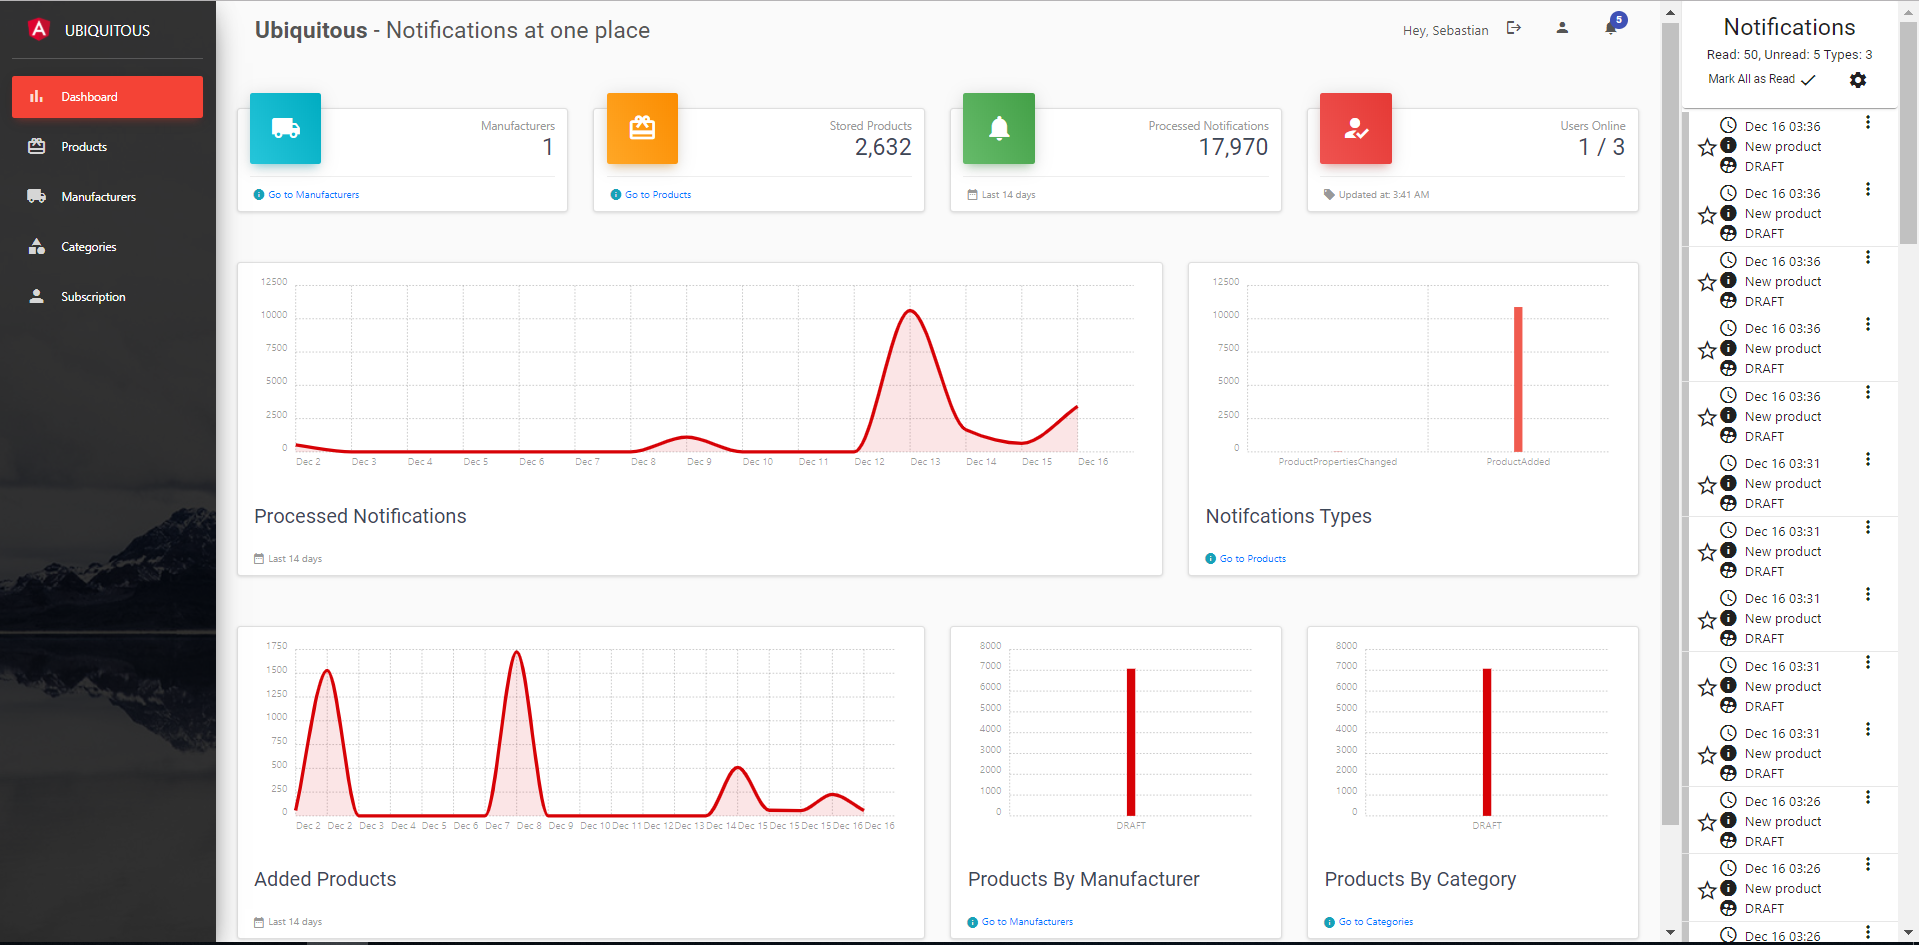 UBIQUITOUS
Dashboard
Products
Manufacturers
Categories
Subscription
Ubiquitous - Notifications at one place
Hey, Sebastian
5
Manufacturers
1
Go to Manufacturers
Stored Products
2,632
Go to Products
Processed Notifications
17,970
Last 14 days
Users Online
1 / 3
Updated at: 3:41 AM
12500
10000
7500
5000
2500
0
Dec 2 Dec 3 Dec 4 Dec 5 Dec 6 Dec 7 Dec 8 Dec 9 Dec 10 Dec 11 Dec 12 Dec 13 Dec 14 Dec 15 Dec 16
Processed Notifications
Last 14 days
12500
10000
7500
5000
2500
0
ProductPropertiesChanged ProductAdded
Notifcations Types
Go to Products
1750
1500
1250
1000
750
500
250
0
Dec 2 Dec 2 Dec 3 Dec 4 Dec 5 Dec 6 Dec 7 Dec 8 Dec 9 Dec 10 Dec 11 Dec 12 Dec 13 Dec 14 Dec 15 Dec 15 Dec 15 Dec 16 Dec 16
Added Products
Last 14 days
8000
7000
6000
5000
4000
3000
2000
1000
0
DRAFT
Products By Manufacturer
Go to Manufacturers
8000
7000
6000
5000
4000
3000
2000
1000
0
DRAFT
Products By Category
Go to Categories
Notifications
Read: 50, Unread: 5 Types: 3
Mark All as Read
Dec 16 03:36
New product
DRAFT
Dec 16 03:36
New product
DRAFT
Dec 16 03:36
New product
DRAFT
Dec 16 03:36
New product
DRAFT
Dec 16 03:36
New product
DRAFT
Dec 16 03:31
New product
DRAFT
Dec 16 03:31
New product
DRAFT
Dec 16 03:31
New product
DRAFT
Dec 16 03:31
New product
DRAFT
Dec 16 03:31
New product
DRAFT
Dec 16 03:26
New product
DRAFT
Dec 16 03:26
New product
DRAFT
Dec 16 03:26